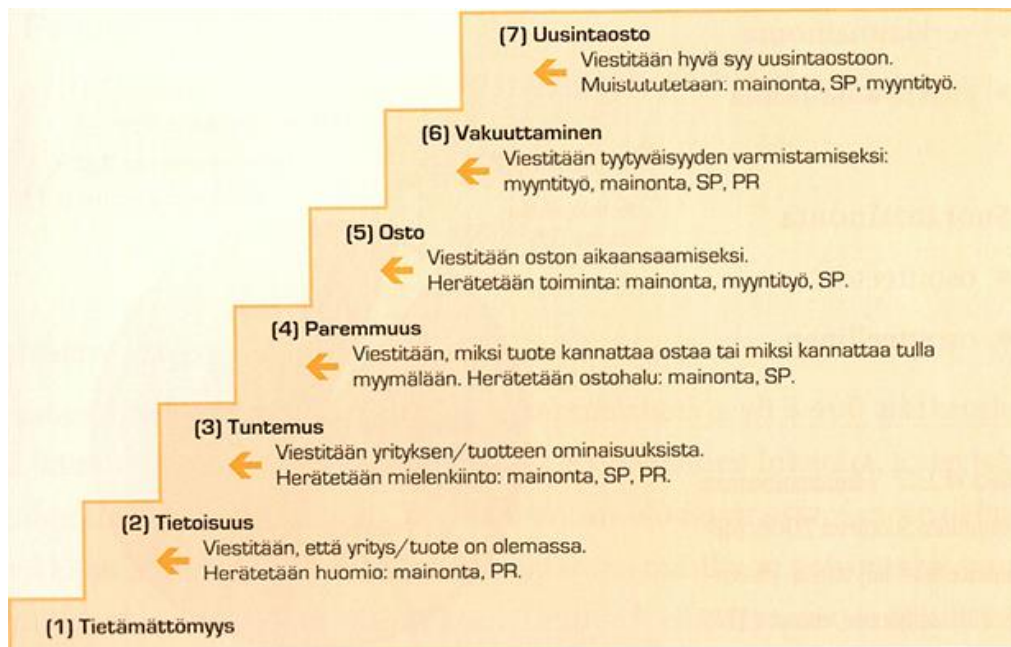 (7) Uusintaosto
Viestitään hyvä syy uusintaostoon.
Muistututetaan: mainonta, SP, myyntityö.
(6) Vakuuttaminen
Viestitään tyytyväisyyden varmistamiseksi:
myyntityö, mainonta, SP, PR
(5) Osto
Viestitään oston aikaansaamiseksi.
Herätetään toiminta: mainonta, myyntityö, SP.
(4) Paremmuus
Viestitään, miksi tuote kannattaa ostaa tai miksi kannattaa tulla
myymälään. Herätetään ostohalu: mainonta, SP.
(3) Tuntemus
Viestitään yrityksen/tuotteen ominaisuuksista.
Herätetään mielenkiinto: mainonta, SP, PR.
(2) Tietoisuus
Viestitään, että yritys/tuote on olemassa.
Herätetään huomio: mainonta, PR.
(1) Tietämättömyys